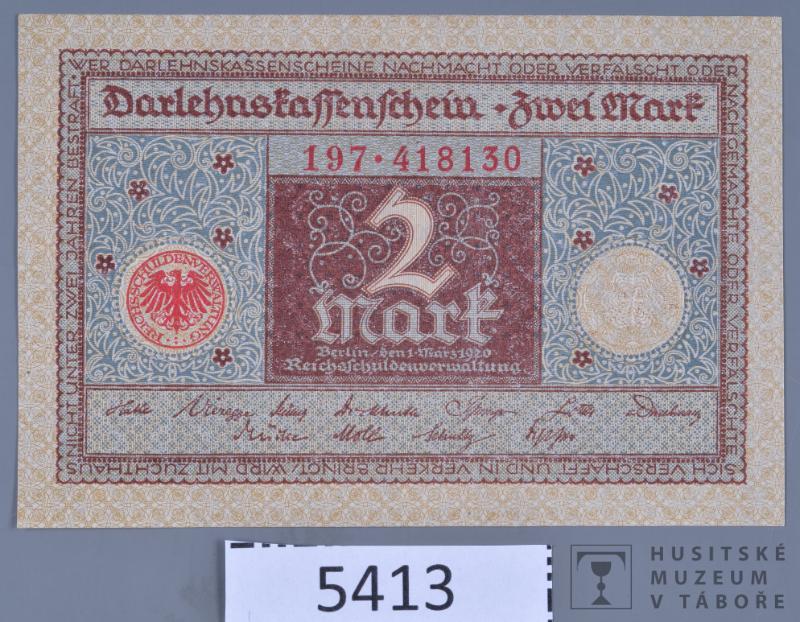 WER DARLEHNSKASSENSCHEINE NACHMACHT ODER VERFÄLSCHT ODER
NACHGEMACHTE ODER VERFÄLSCHTE
SICH VERSCHAFFT UND IN VERKEHR BRINGT, WIRD MIT ZUCHTHAUS
NICHT UNTER ZWEI JAHREN BESTRAFT.
Darlehnskassenschein · Zwei Mark
197·418130
2
Mark
Berlin, den 1. März 1920
Reichsschuldenverwaltung
REICHSSCHULDENVERWALTUNG
5413
HUSITSKÉ
MUZEUM
V TÁBOŘE